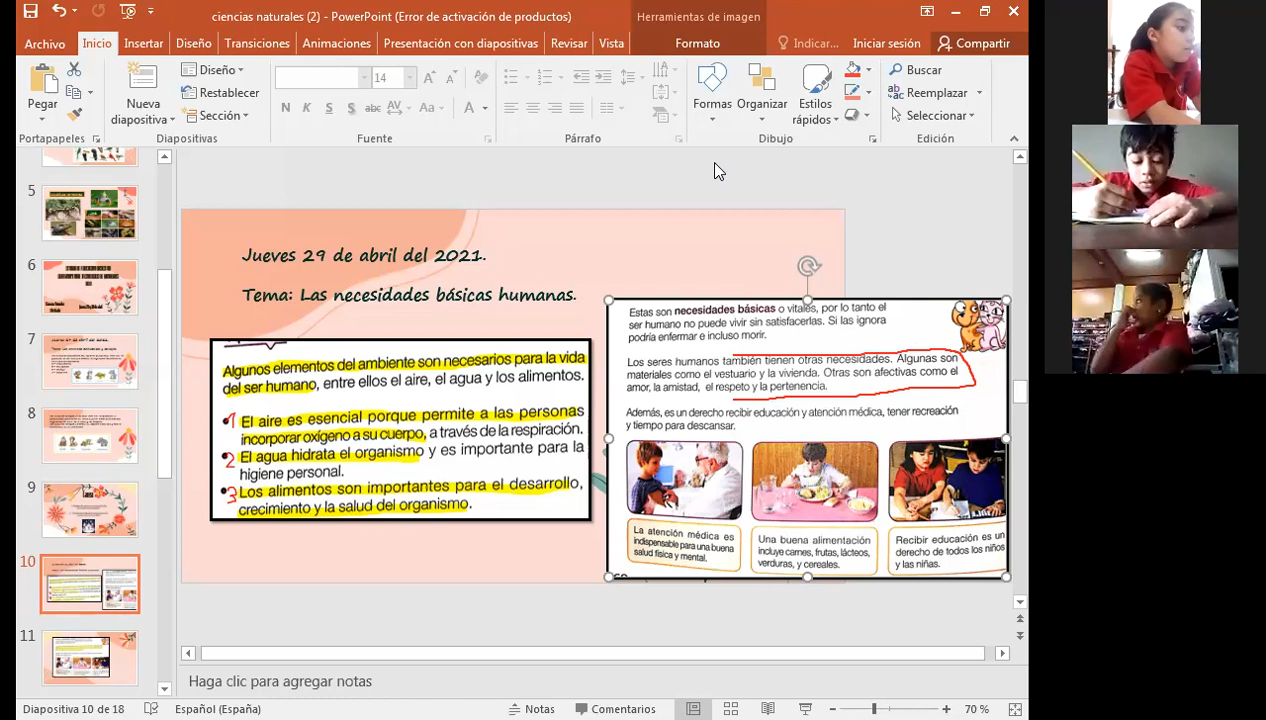 ciencias naturales (2) - PowerPoint (Error de activación de productos)
Herramientas de imagen
Archivo
Inicio
Insertar
Diseño
Transiciones
Animaciones
Presentación con diapositivas
Revisar
Vista
Formato
Indicar...
Iniciar sesión
Compartir
Pegar
Nueva
diapositiva
Diseño
Restablecer
Sección
14
N K S S abc AV Aa A
Formas
Organizar
Estilos
rápidos
Buscar
Reemplazar
Seleccionar
Portapapeles
Diapositivas
Fuente
Párrafo
Dibujo
Edición
5
6
7
8
9
10
11
Jueves 29 de abril del 2021.
Tema: Las necesidades básicas humanas.
Algunos elementos del ambiente son necesarios para la vida
del ser humano, entre ellos el aire, el agua y los alimentos.
1 El aire es esencial porque permite a las personas
incorporar oxígeno a su cuerpo, a través de la respiración.
2 El agua hidrata el organismo y es importante para la
higiene personal.
3 Los alimentos son importantes para el desarrollo,
crecimiento y la salud del organismo.
Estas son necesidades básicas o vitales, por lo tanto el
ser humano no puede vivir sin satisfacerlas. Si las ignora
podría enfermar e incluso morir.
Los seres humanos también tienen otras necesidades. Algunas son
materiales como el vestuario y la vivienda. Otras son afectivas como el
amor, la amistad, el respeto y la pertenencia.
Además, es un derecho recibir educación y atención médica, tener recreación
y tiempo para descansar.
La atención médica es
indispensable para una buena
salud física y mental.
Una buena alimentación
incluye carnes, frutas, lácteos,
verduras, y cereales.
Recibir educación es un
derecho de todos los niños
y las niñas.
Haga clic para agregar notas
Diapositiva 10 de 18
Español (España)
Notas
Comentarios
70 %